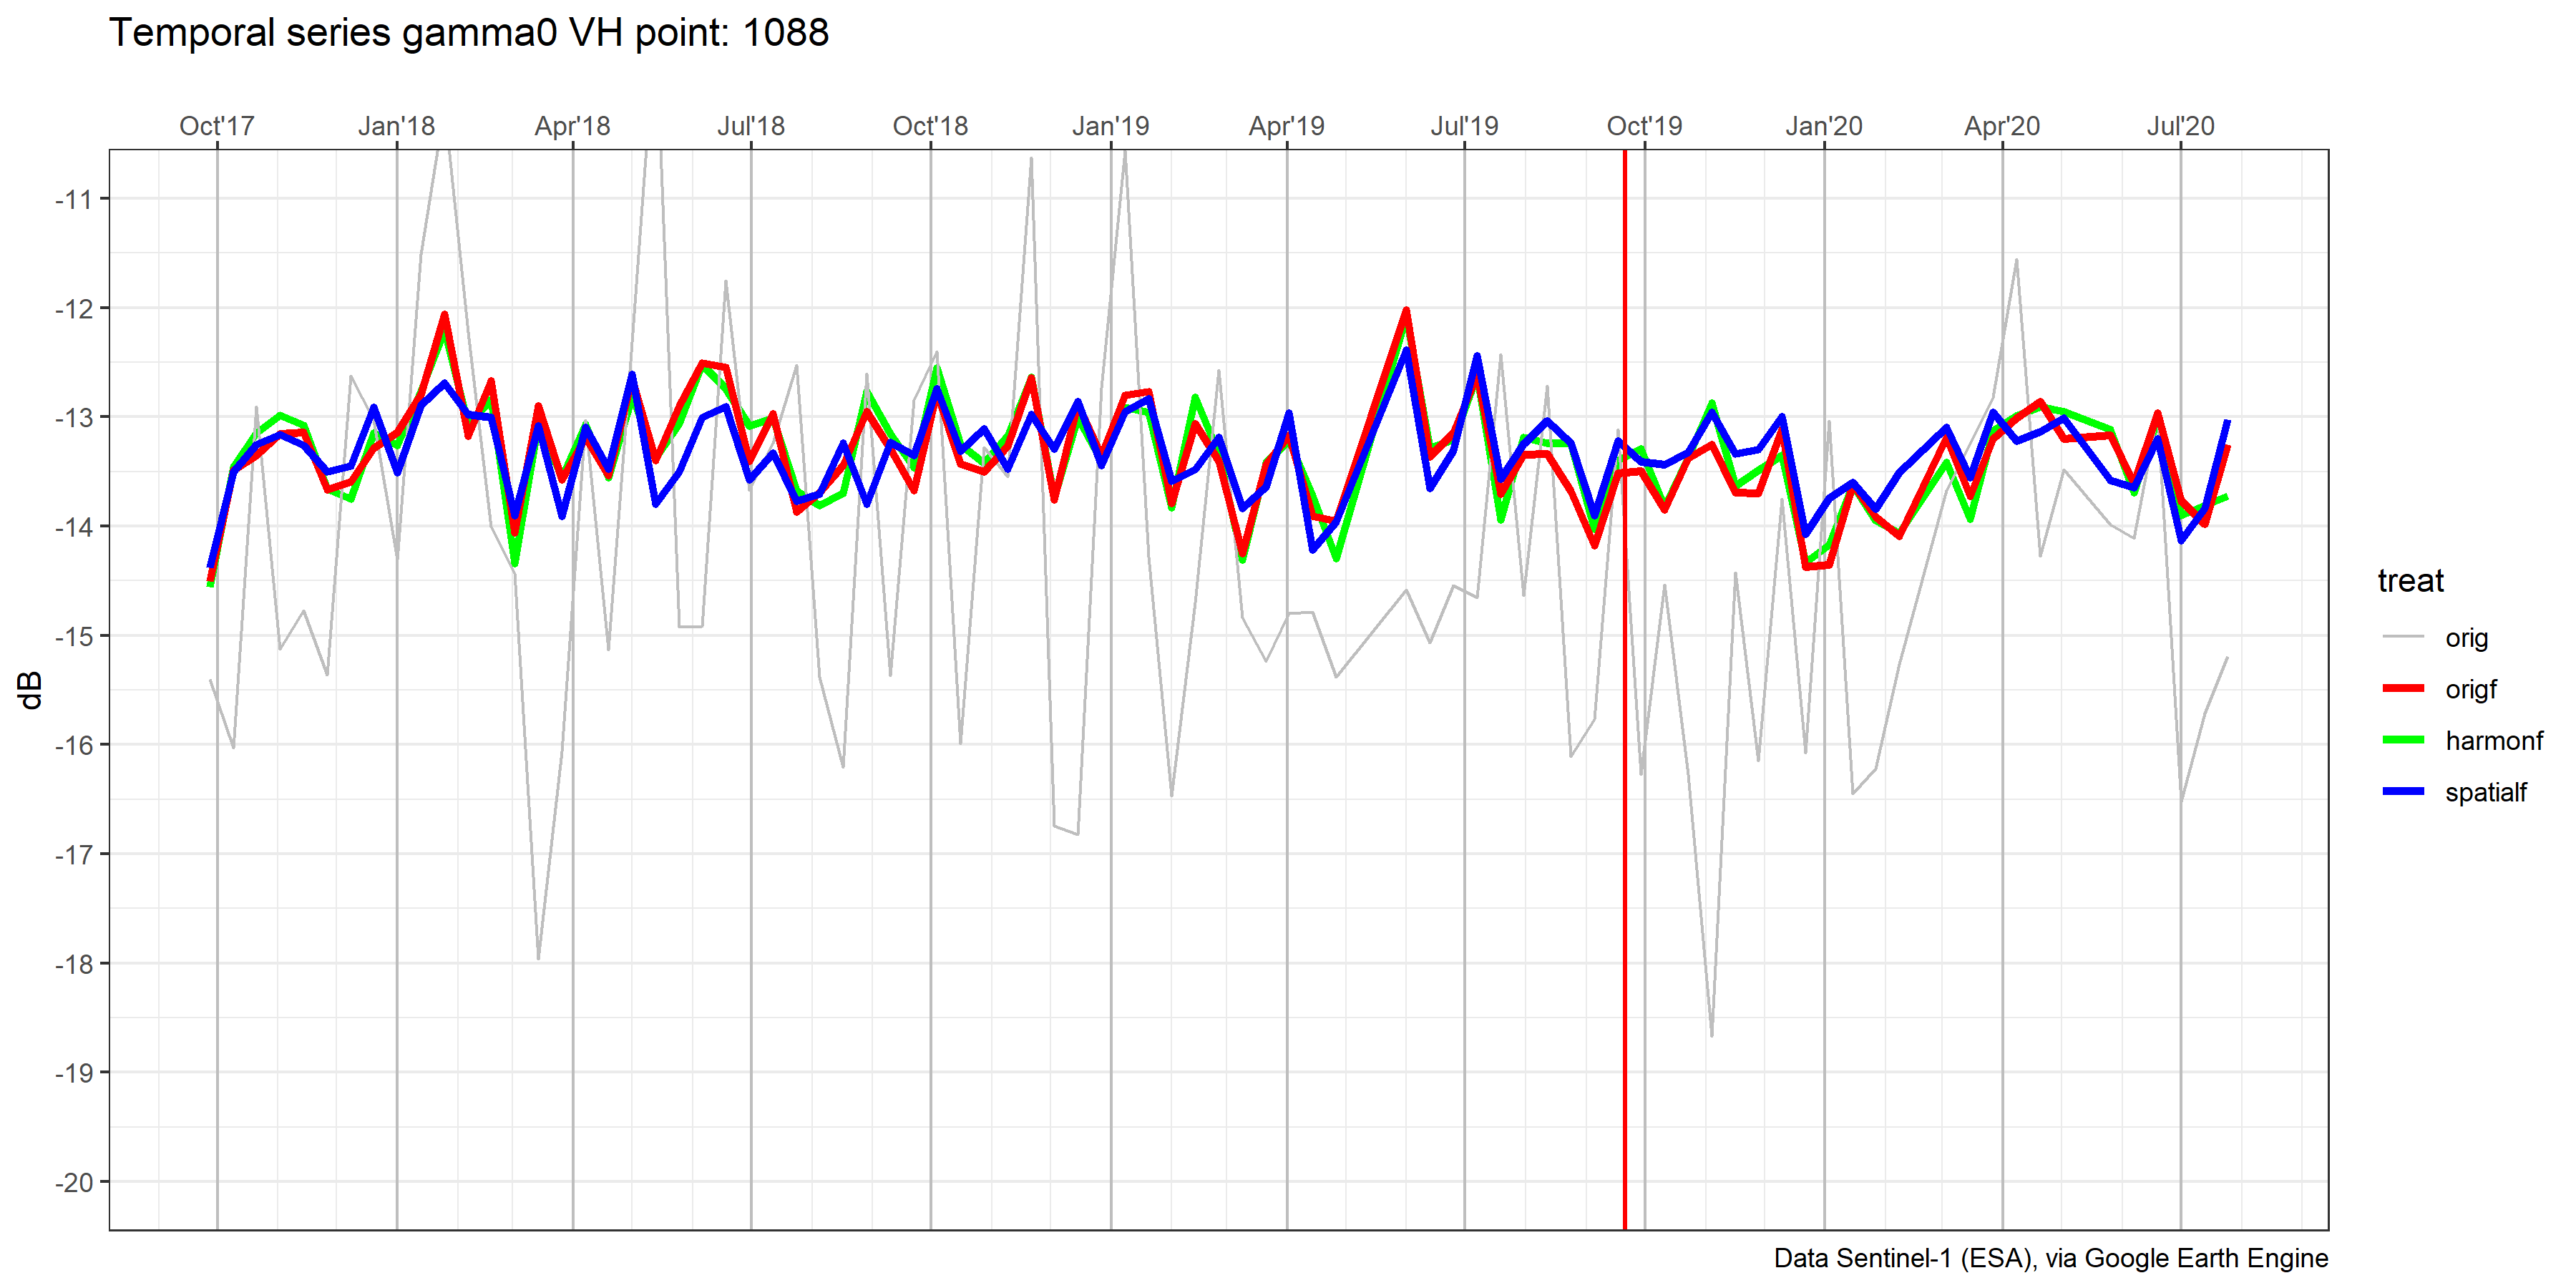 Temporal series gamma0 VH point: 1088
Oct'17 Jan'18 Apr'18 Jul'18 Oct'18 Jan'19 Apr'19 Jul'19 Oct'19 Jan'20 Apr'20 Jul'20
-11
-12
-13
-14
-15
-16
-17
-18
-19
-20
dB
treat
orig
origf
harmonf
spatialf
Data Sentinel-1 (ESA), via Google Earth Engine